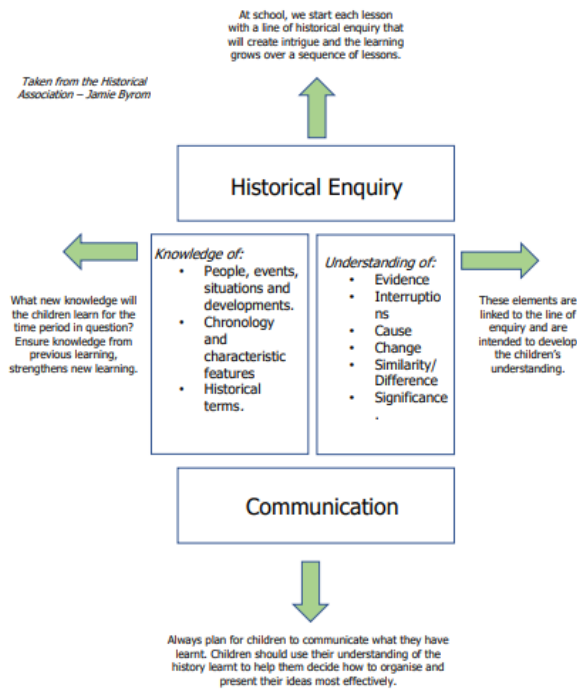 At school, we start each lesson
with a line of historical enquiry that
will create intrigue and the learning
grows over a sequence of lessons.
Taken from the Historical
Association – Jamie Byrom
Historical Enquiry
Knowledge of:
• People, events,
situations and
developments.
• Chronology
and
characteristic
features
• Historical
terms.
Understanding of:
• Evidence
• Interruptio
ns
• Cause
• Change
• Similarity/
Difference
• Significance
.
What new knowledge will
the children learn for the
time period in question?
Ensure knowledge from
previous learning,
strengthens new learning.
These elements are
linked to the line of
enquiry and are
intended to develop
the children's
understanding.
Communication
Always plan for children to communicate what they have
learnt. Children should use their understanding of the
history learnt to help them decide how to organise and
present their ideas most effectively.